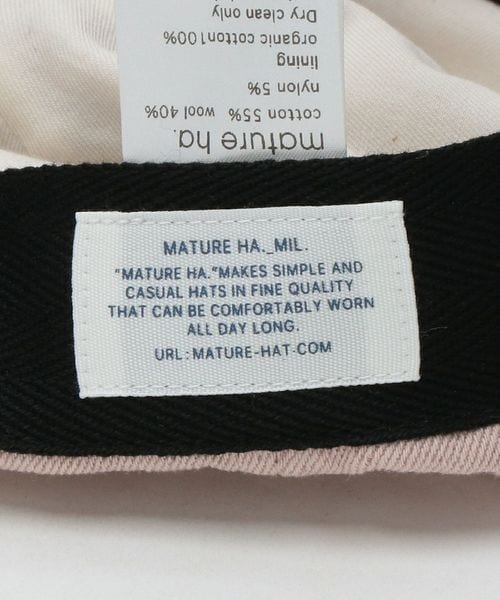 mature ha.
cotton 55% wool 40%
nylon 5%
lining
organic cotton100%
Dry clean only
MATURE HA._MIL.
"MATURE HA."MAKES SIMPLE AND
CASUAL HATS IN FINE QUALITY
THAT CAN BE COMFORTABLY WORN
ALL DAY LONG.
URL:MATURE-HAT-COM